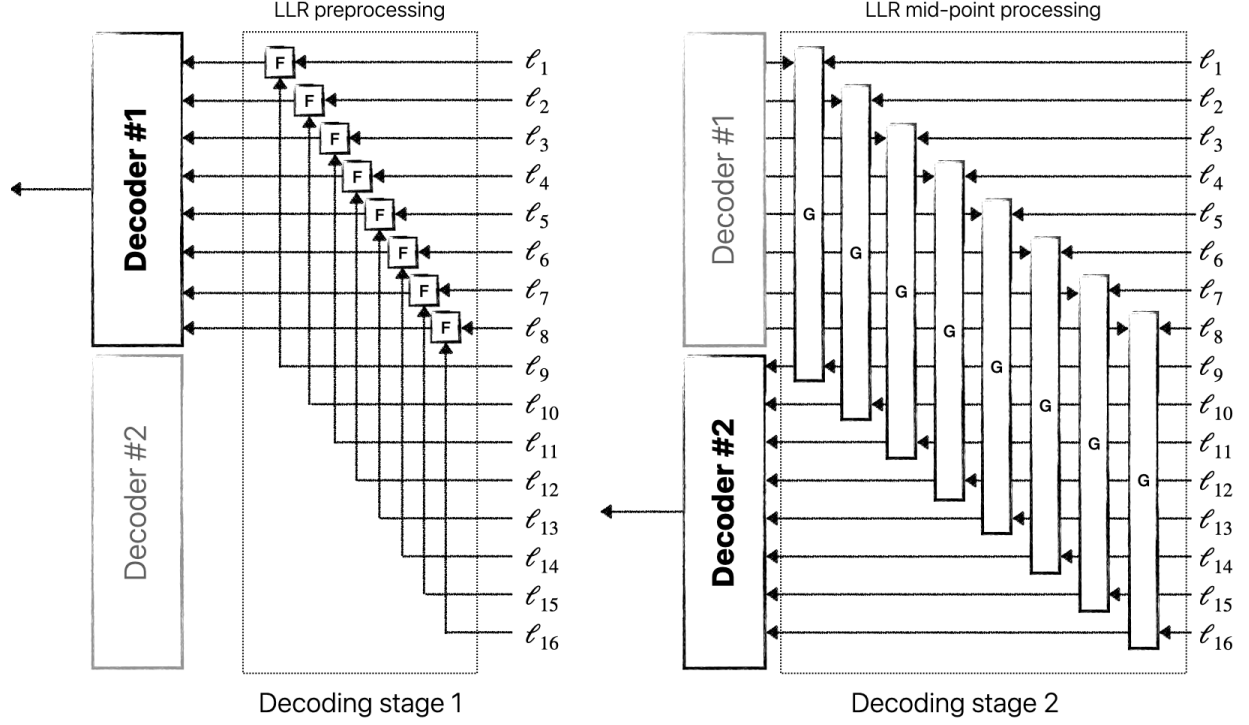 LLR preprocessing
F ℓ1
F ℓ2
F ℓ3
F ℓ4
F ℓ5
F ℓ6
F ℓ7
F ℓ8
ℓ9
ℓ10
ℓ11
ℓ12
ℓ13
ℓ14
ℓ15
ℓ16
Decoder #1
Decoder #2
Decoding stage 1
LLR mid-point processing
ℓ1
ℓ2
ℓ3
ℓ4
G ℓ5
G ℓ6
G ℓ7
G ℓ8
G ℓ9
G ℓ10
G ℓ11
G ℓ12
ℓ13
ℓ14
ℓ15
ℓ16
Decoder #1
Decoder #2
Decoding stage 2